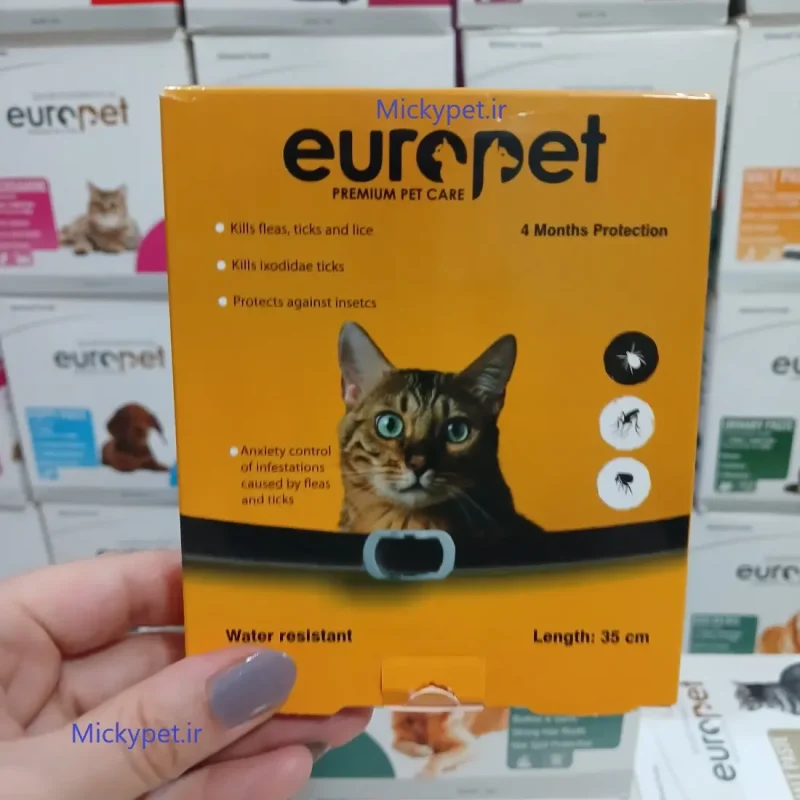 Mickypet.ir
europet
PREMIUM PET CARE
Kills fleas, ticks and lice
4 Months Protection
Kills ixodidae ticks
Protects against insetcs
Anxiety control
of infestations
caused by fleas
and ticks
Water resistant
Length: 35 cm
Mickypet.ir
europet
europet
europet